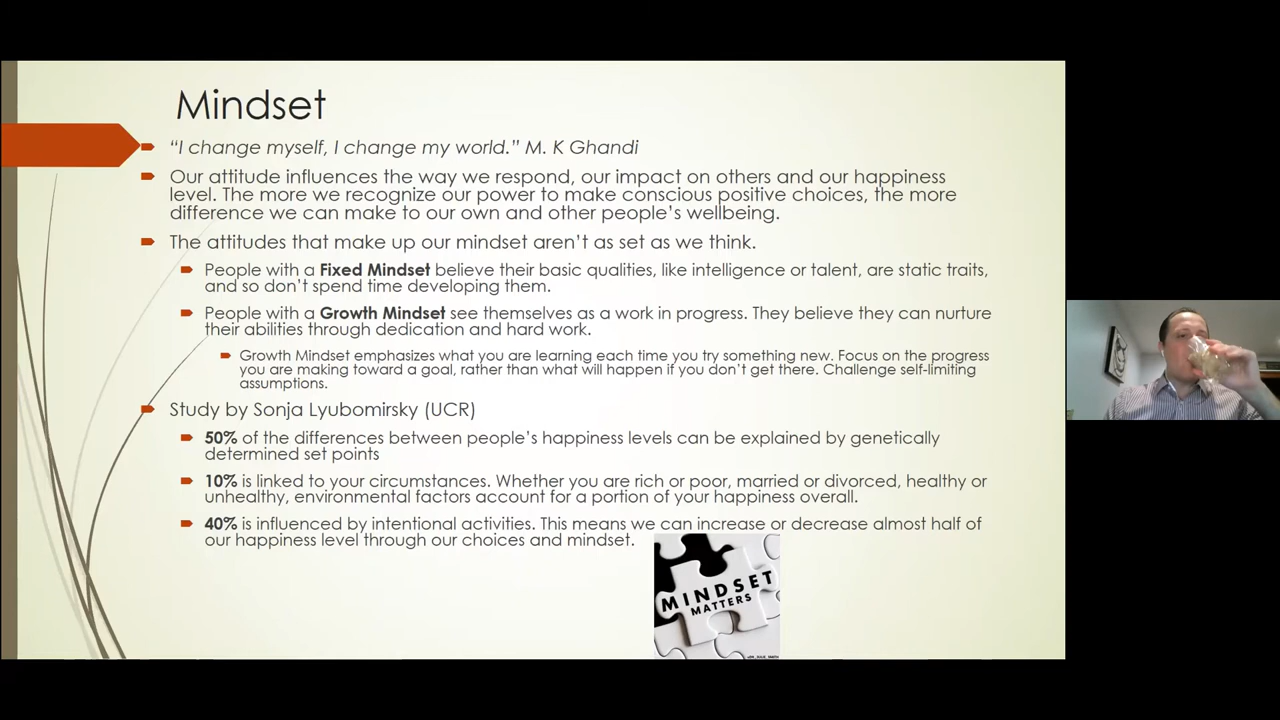 Mindset
“I change myself, I change my world.” M. K Ghandi
Our attitude influences the way we respond, our impact on others and our happiness
level. The more we recognize our power to make conscious positive choices, the more
difference we can make to our own and other people’s wellbeing.
The attitudes that make up our mindset aren’t as set as we think.
People with a Fixed Mindset believe their basic qualities, like intelligence or talent, are static traits,
and so don’t spend time developing them.
People with a Growth Mindset see themselves as a work in progress. They believe they can nurture
their abilities through dedication and hard work.
Growth Mindset emphasizes what you are learning each time you try something new. Focus on the progress
you are making toward a goal, rather than what will happen if you don’t get there. Challenge self-limiting
assumptions.
Study by Sonja Lyubomirsky (UCR)
50% of the differences between people’s happiness levels can be explained by genetically
determined set points
10% is linked to your circumstances. Whether you are rich or poor, married or divorced, healthy or
unhealthy, environmental factors account for a portion of your happiness overall.
40% is influenced by intentional activities. This means we can increase or decrease almost half of
our happiness level through our choices and mindset.
MINDSET
MATTERS